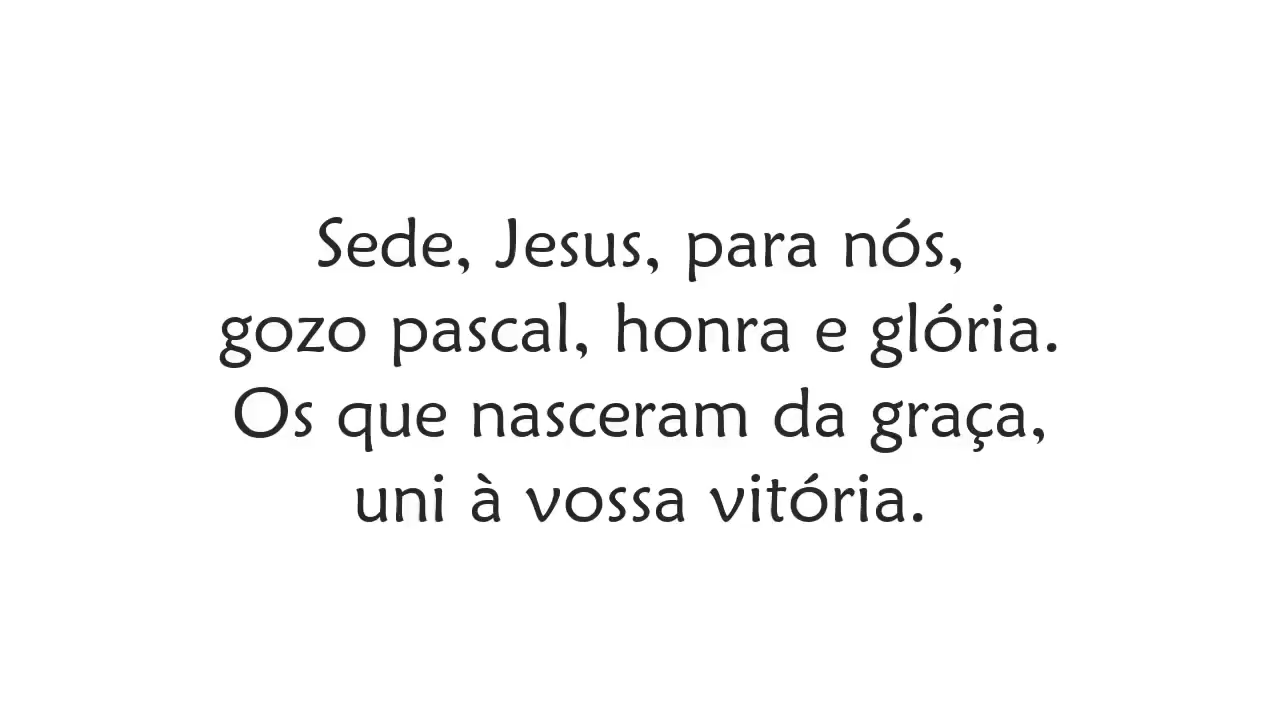 Sede, Jesus, para nós,
gozo pascal, honra e glória.
Os que nasceram da graça,
uni à vossa vitória.